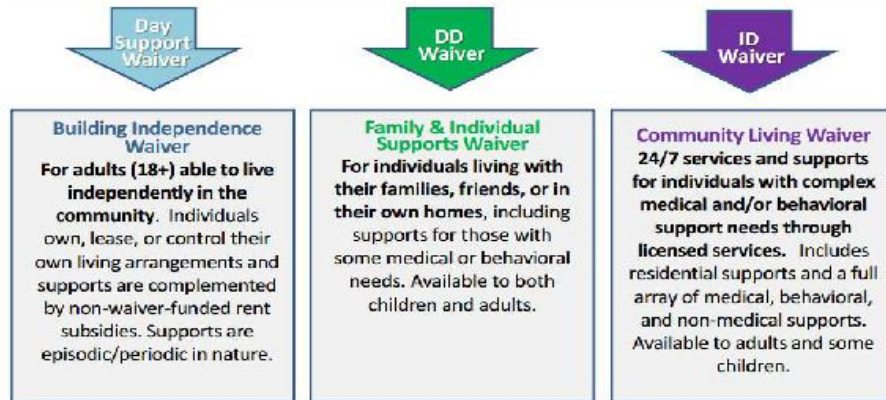 Day
Support
Waiver
DD
Waiver
ID
Waiver
Building Independence
Waiver
For adults (18+) able to live
independently in the
community. Individuals
own, lease, or control their
own living arrangements and
supports are complemented
by non-waiver-funded rent
subsidies. Supports are
episodic/periodic in nature.
Family & Individual
Supports Waiver
For individuals living with
their families, friends, or in
their own homes, including
supports for those with
some medical or behavioral
needs. Available to both
children and adults.
Community Living Waiver
24/7 services and supports
for individuals with complex
medical and/or behavioral
support needs through
licensed services. Includes
residential supports and a full
array of medical, behavioral,
and non-medical supports.
Available to adults and some
children.